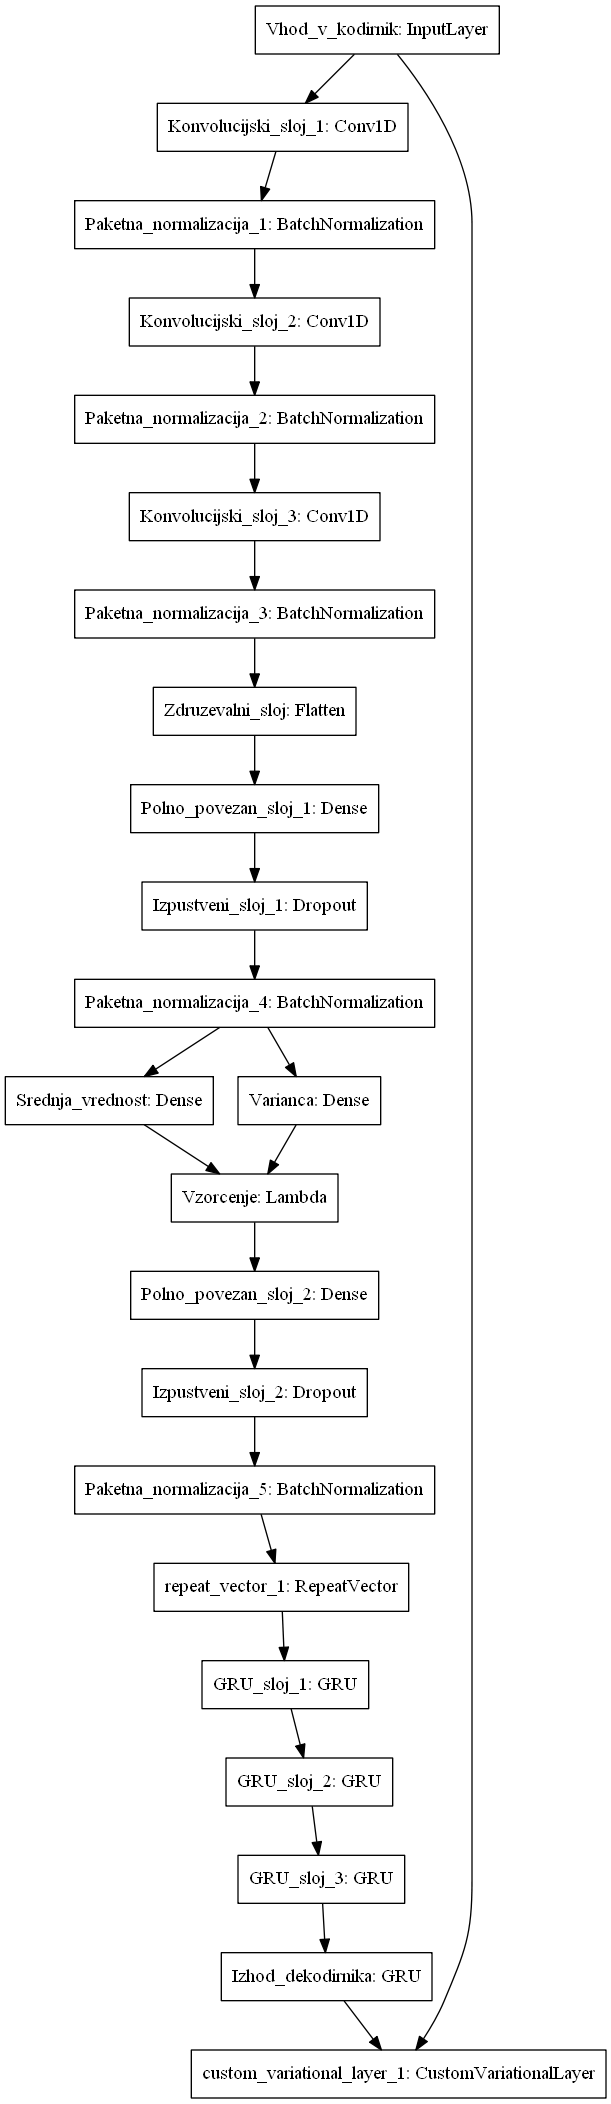 Vhod_v_kodirnik: InputLayer
Konvolucijski_sloj_1: Conv1D
Paketna_normalizacija_1: BatchNormalization
Konvolucijski_sloj_2: Conv1D
Paketna_normalizacija_2: BatchNormalization
Konvolucijski_sloj_3: Conv1D
Paketna_normalizacija_3: BatchNormalization
Zdruzevalni_sloj: Flatten
Polno_povezan_sloj_1: Dense
Izpustveni_sloj_1: Dropout
Paketna_normalizacija_4: BatchNormalization
Srednja_vrednost: Dense
Varianca: Dense
Vzorcenje: Lambda
Polno_povezan_sloj_2: Dense
Izpustveni_sloj_2: Dropout
Paketna_normalizacija_5: BatchNormalization
repeat_vector_1: RepeatVector
GRU_sloj_1: GRU
GRU_sloj_2: GRU
GRU_sloj_3: GRU
Izhod_dekodirnika: GRU
custom_variational_layer_1: CustomVariationalLayer